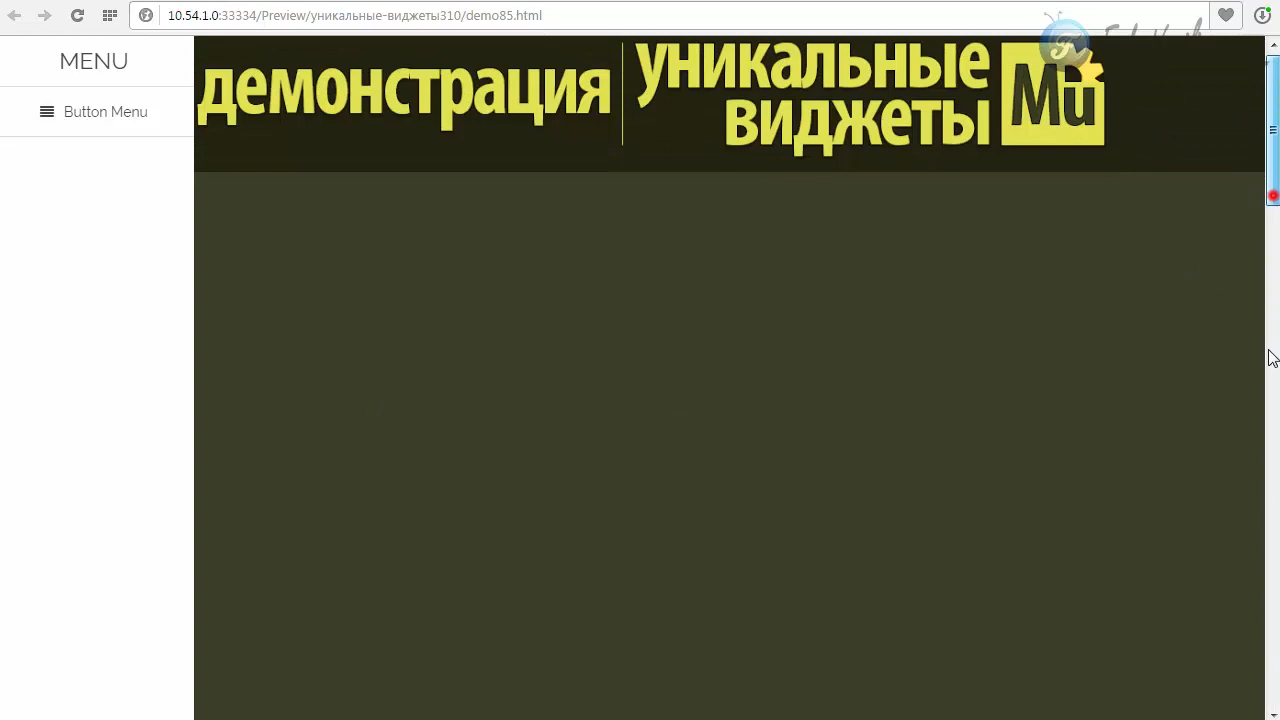 10.54.1.0:33334/Preview/уникальные-виджеты310/demo85.html
MENU
Button Menu
демонстрация
уникальные
виджеты
Mu